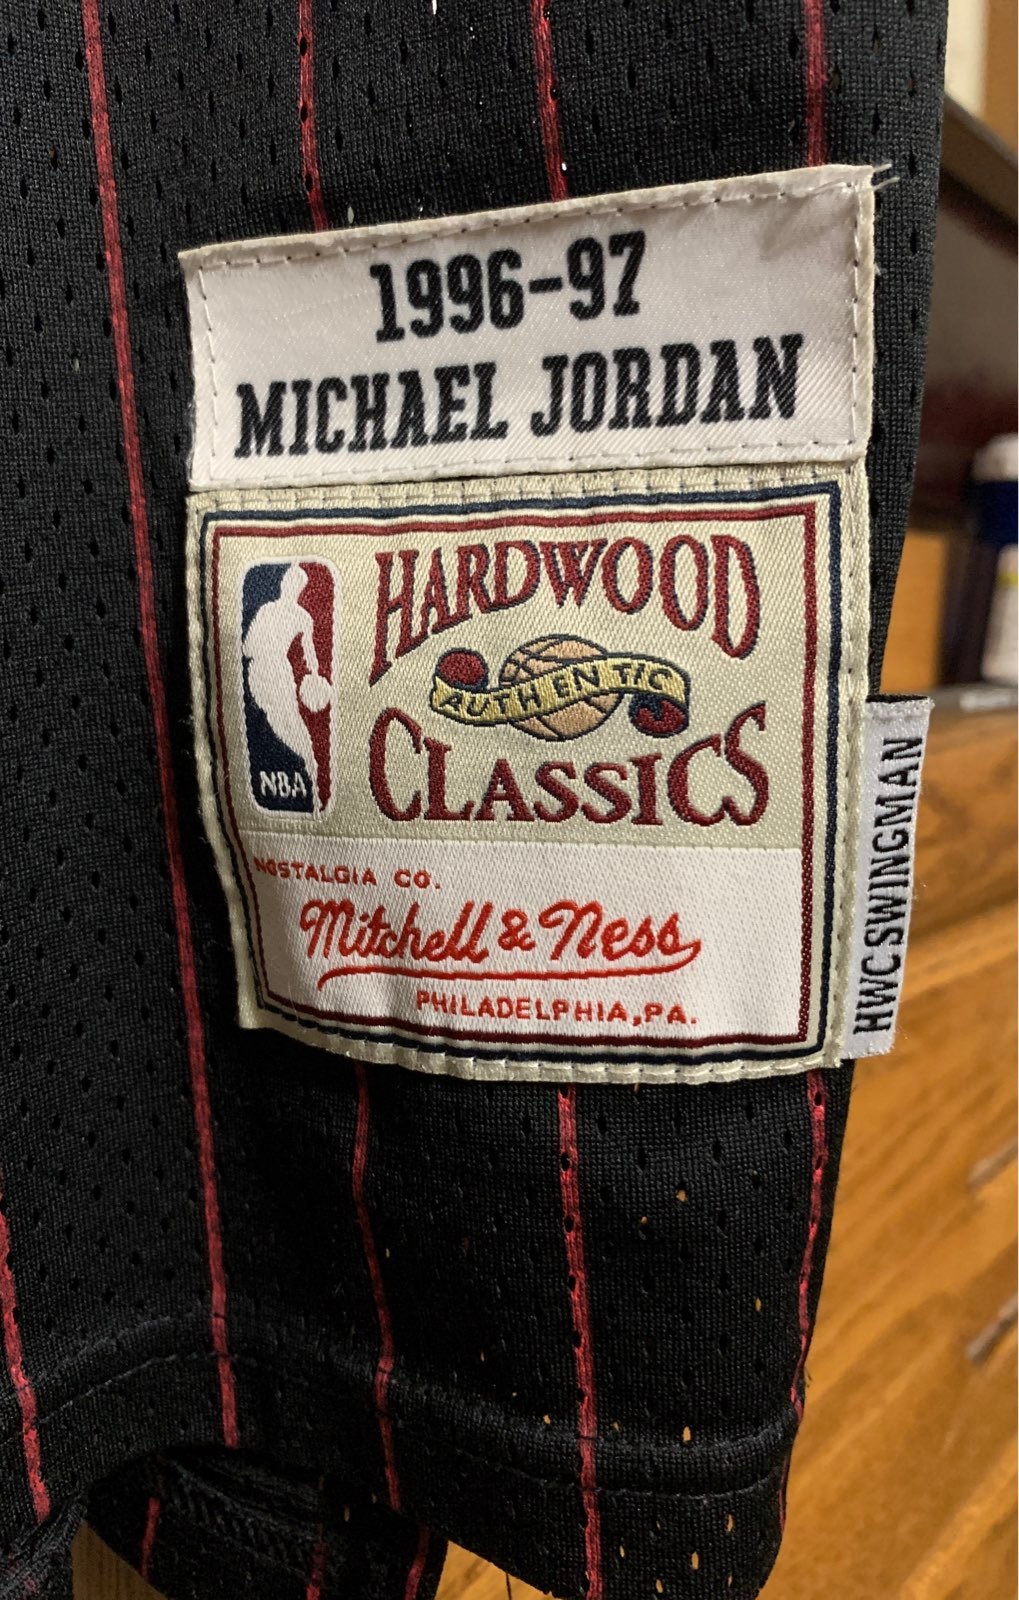 1996-97
MICHAEL JORDAN
HARDWOOD
AUTHENTIC
CLASSICS
NBA
NOSTALGIA CO.
Mitchell & Ness
PHILADELPHIA, PA.
HWC SWINGMAN